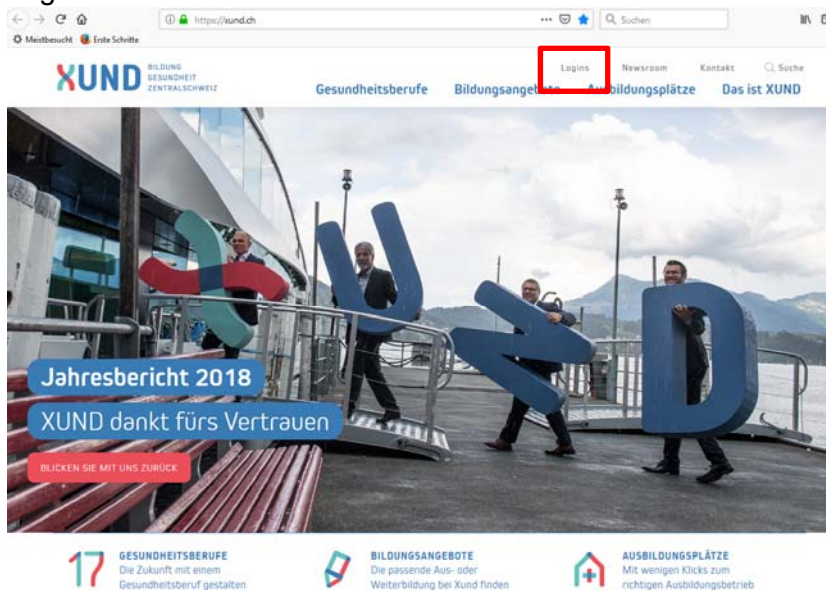 https://xund.ch
Suchen
Meistbesucht Erste Schritte
XUND BILDUNG
GESUNDHEIT
ZENTRALSCHWEIZ
Logins Newsroom Kontakt Suche
Gesundheitsberufe Bildungsangebote Ausbildungsplätze Das ist XUND
XUND
Jahresbericht 2018
XUND dankt fürs Vertrauen
BLICKEN SIE MIT UNS ZURÜCK
17 GESUNDHEITSBERUFE
Die Zukunft mit einem
Gesundheitsberuf gestalten
BILDUNGSANGEBOTE
Die passende Aus- oder
Weiterbildung bei Xund finden
AUSBILDUNGSPLÄTZE
Mit wenigen Klicks zum
richtigen Ausbildungsbetrieb